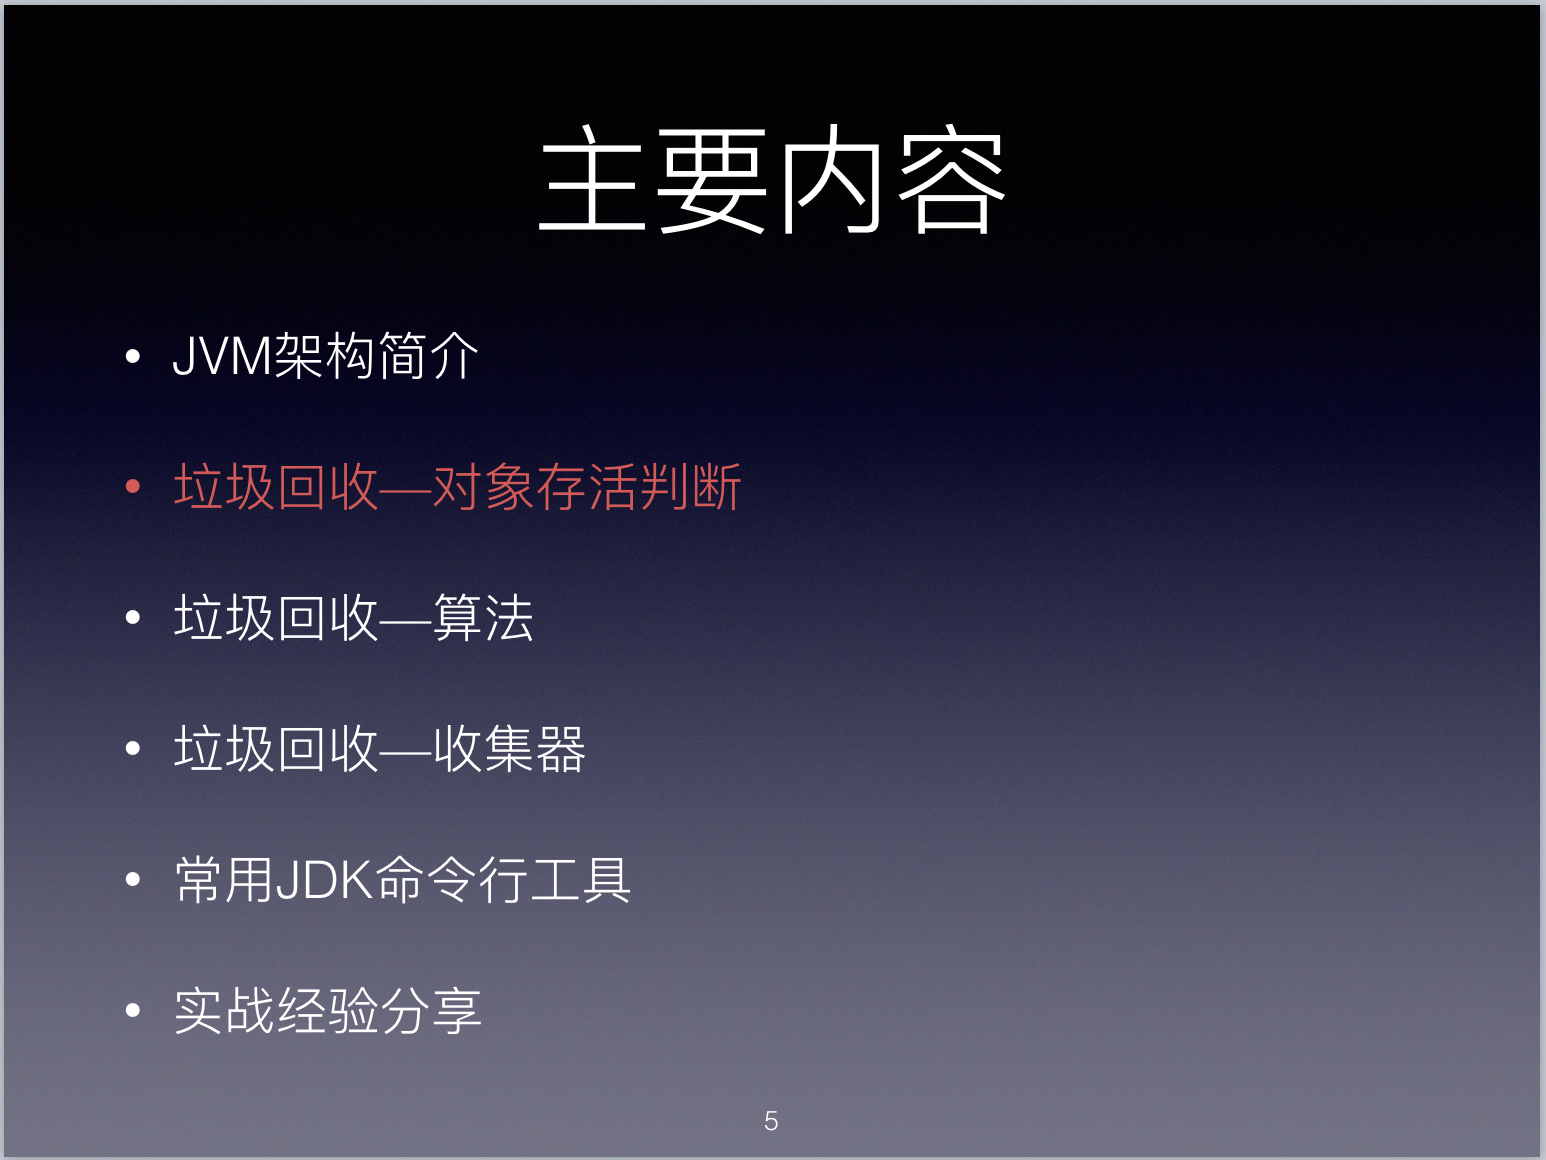 主要内容
• JVM架构简介
• 垃圾回收—对象存活判断
• 垃圾回收—算法
• 垃圾回收—收集器
• 常用JDK命令行工具
• 实战经验分享
5